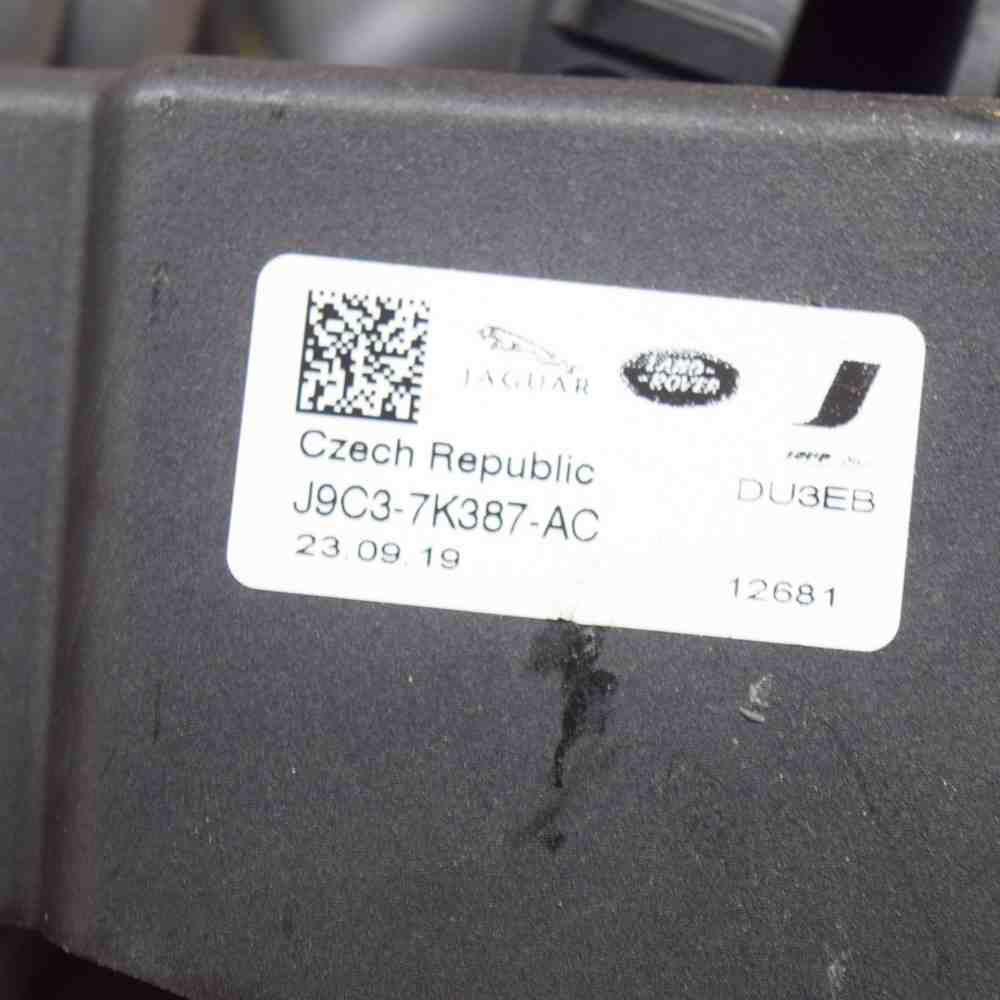 JAGUAR
LAND-
-ROVER
Czech Republic
DU3EB
J9C3-7K387-AC
23.09.19
12681